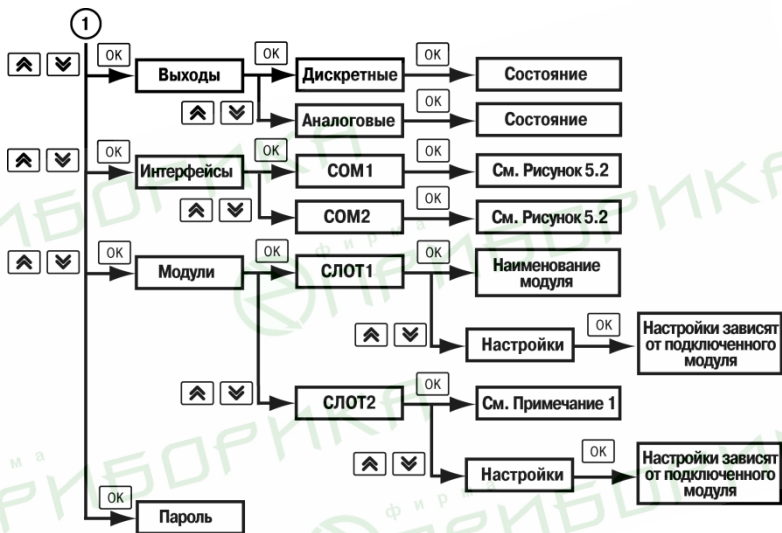 1
OK
Выходы
OK
Дискретные
OK
Состояние
Аналоговые
OK
Состояние
OK
Интерфейсы
OK
COM1
OK
См. Рисунок 5.2
COM2
OK
См. Рисунок 5.2
OK
Модули
OK
СЛОТ1
OK
Наименование
модуля
Настройки
OK
Настройки зависят
от подключенного
модуля
СЛОТ2
OK
См. Примечание 1
Настройки
OK
Настройки зависят
от подключенного
модуля
OK
Пароль
фирма
ПРИБОРИКА